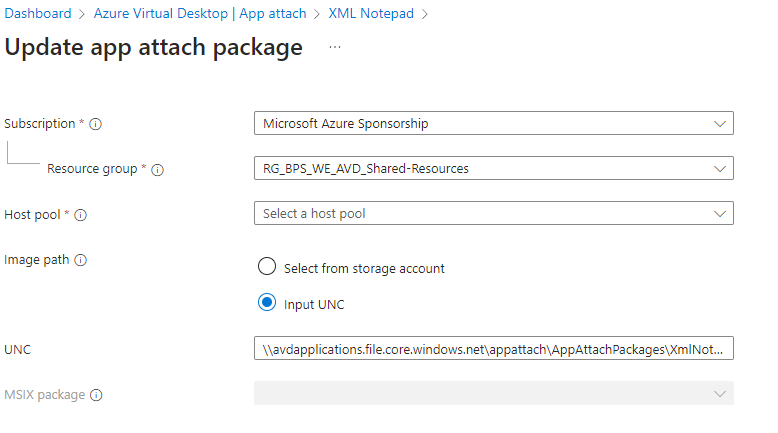 Dashboard > Azure Virtual Desktop | App attach > XML Notepad >
Update app attach package ...
Subscription * Microsoft Azure Sponsorship
Resource group * RG_BPS_WE_AVD_Shared-Resources
Host pool * Select a host pool
Image path
Select from storage account
Input UNC
UNC \\avdapplications.file.core.windows.net\appattach\AppAttachPackages\XmlNot...
MSIX package